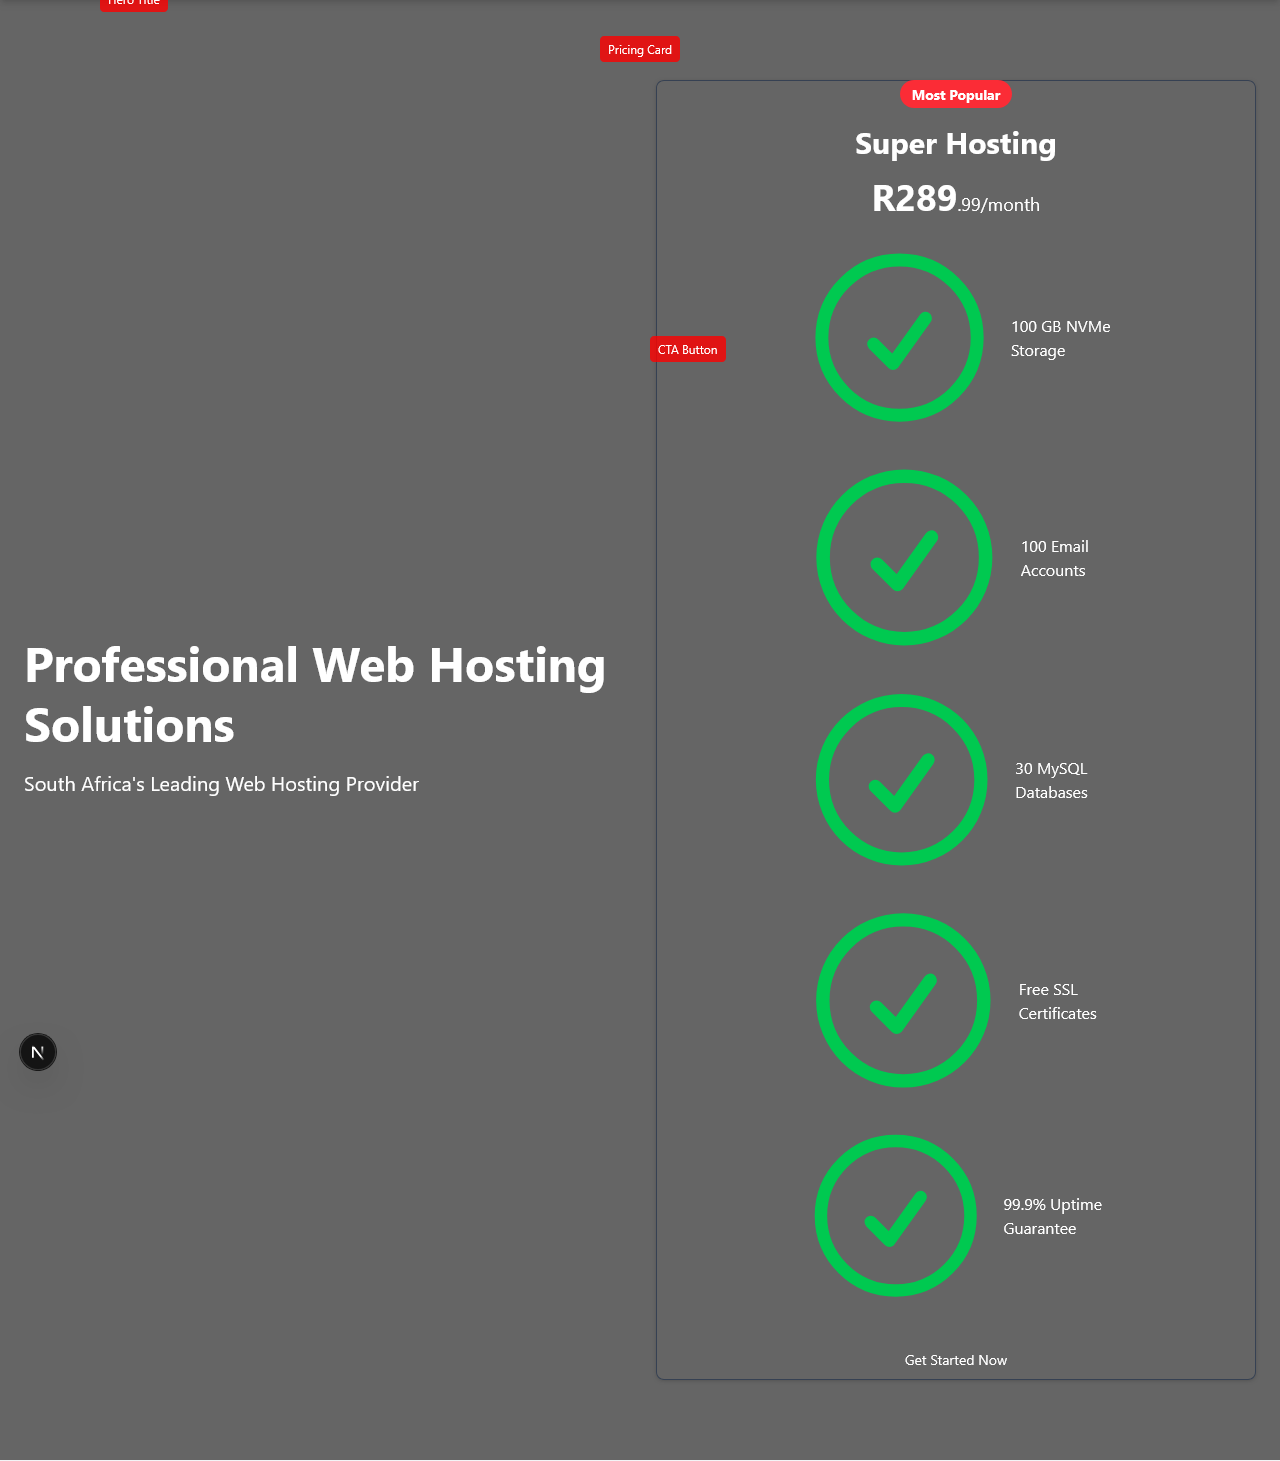 Hero Title
Pricing Card
Most Popular
Super Hosting
R289.99/month
100 GB NVMe
Storage
CTA Button
100 Email
Accounts
Professional Web Hosting
Solutions
South Africa's Leading Web Hosting Provider
30 MySQL
Databases
Free SSL
Certificates
N
99.9% Uptime
Guarantee
Get Started Now